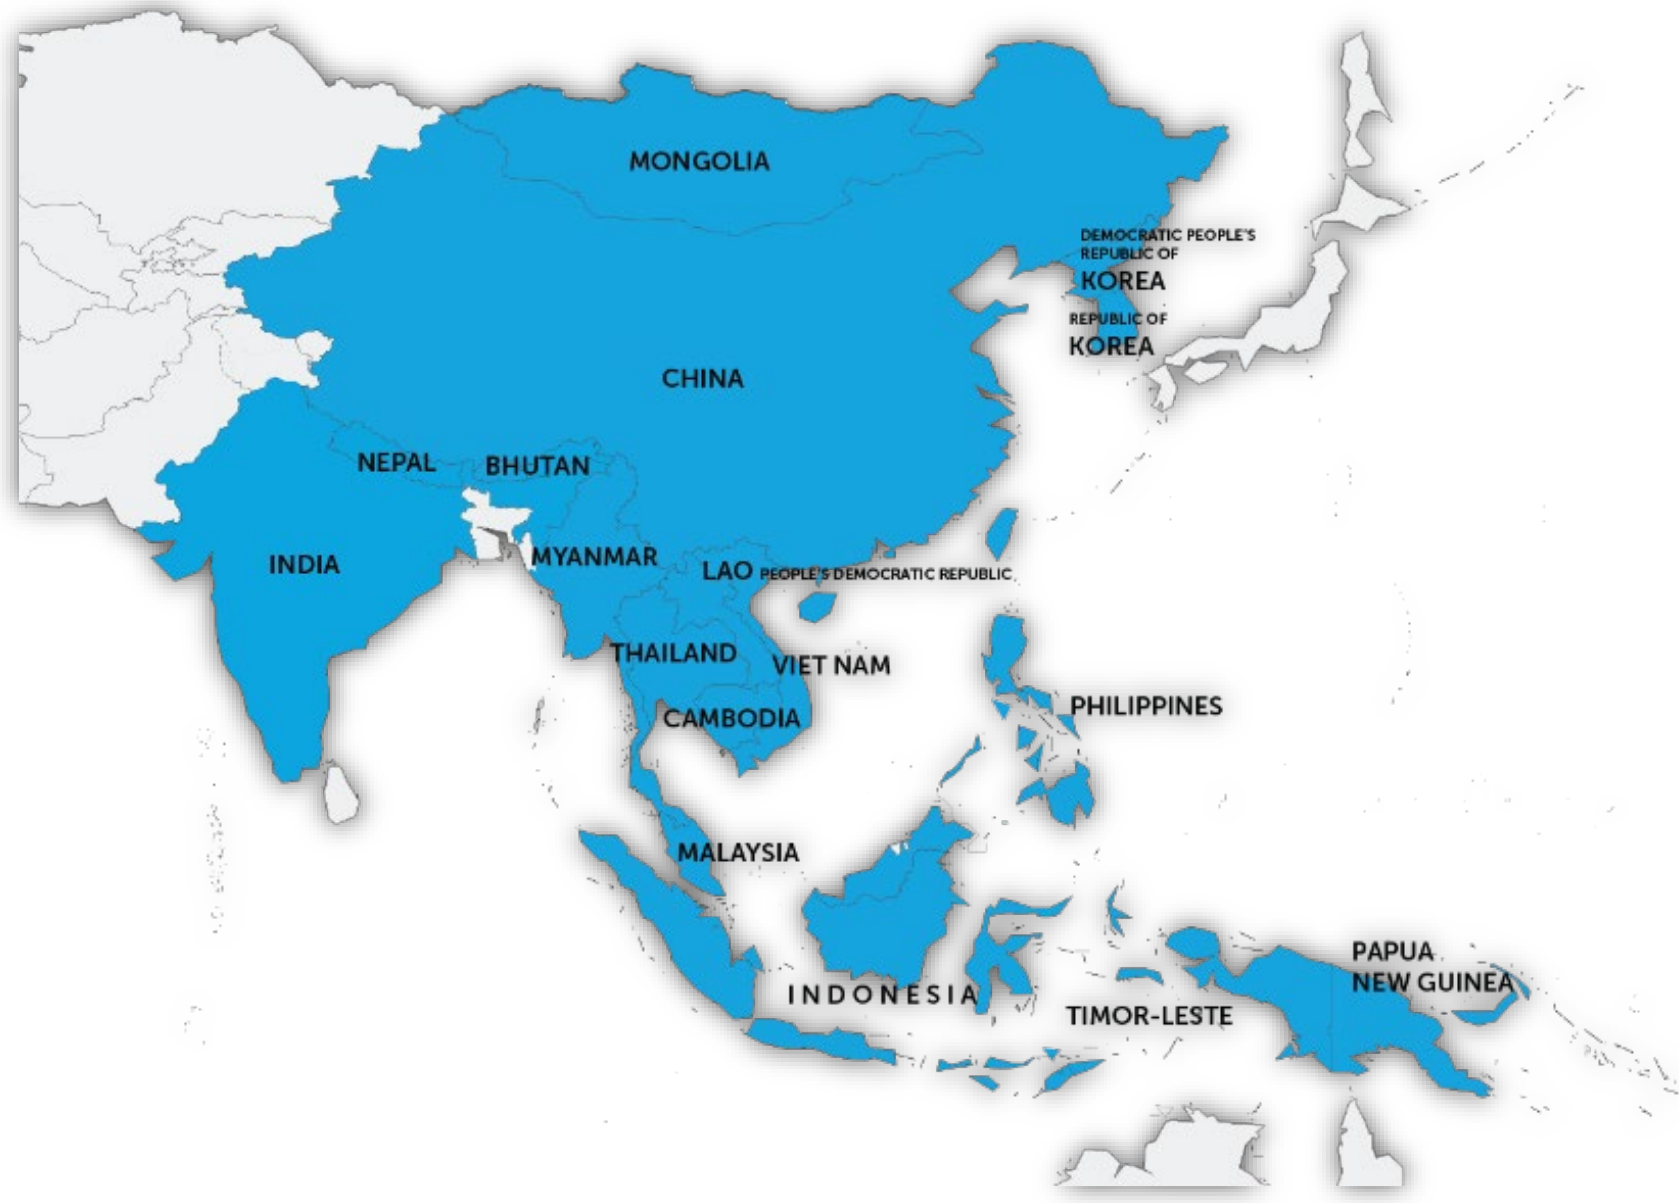 MONGOLIA
DEMOCRATIC PEOPLE'S
REPUBLIC OF
KOREA
REPUBLIC OF
KOREA
CHINA
NEPAL
BHUTAN
INDIA
MYANMAR
LAO PEOPLE'S DEMOCRATIC REPUBLIC
THAILAND
VIET NAM
CAMBODIA
PHILIPPINES
MALAYSIA
INDONESIA
PAPUA
NEW GUINEA
TIMOR-LESTE